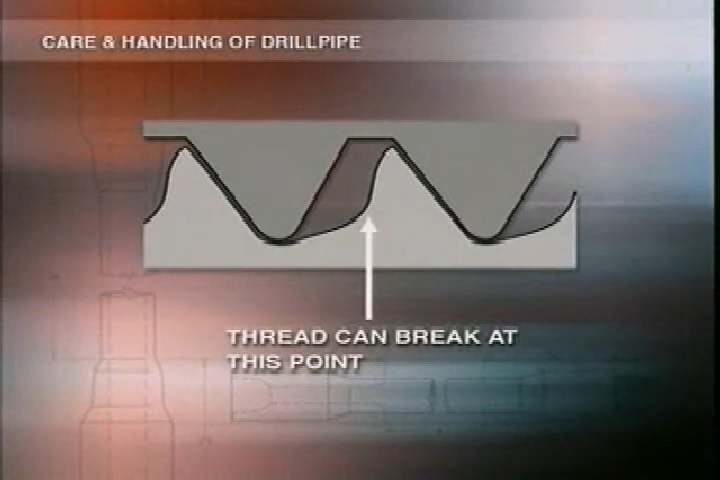 CARE & HANDLING OF DRILLPIPE
THREAD CAN BREAK AT
THIS POINT